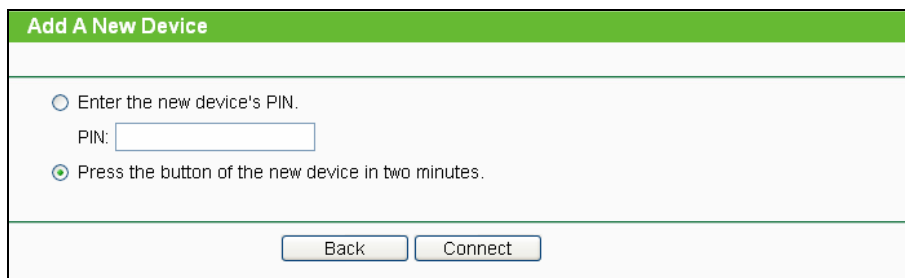 Add A New Device
Enter the new device's PIN.
PIN:
Press the button of the new device in two minutes.
Back Connect